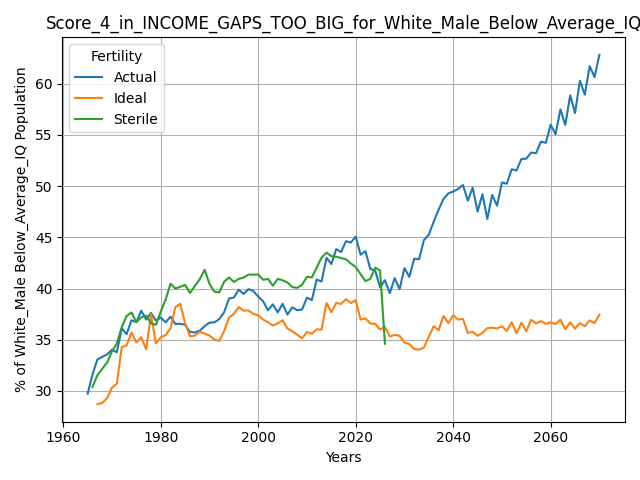 Score_4_in_INCOME_GAPS_TOO_BIG_for_White_Male_Below_Average_IQ
Fertility
Actual
Ideal
Sterile
% of White_Male Below_Average_IQ Population
60
55
50
45
40
35
30
1960
1980
2000
2020
2040
2060
Years